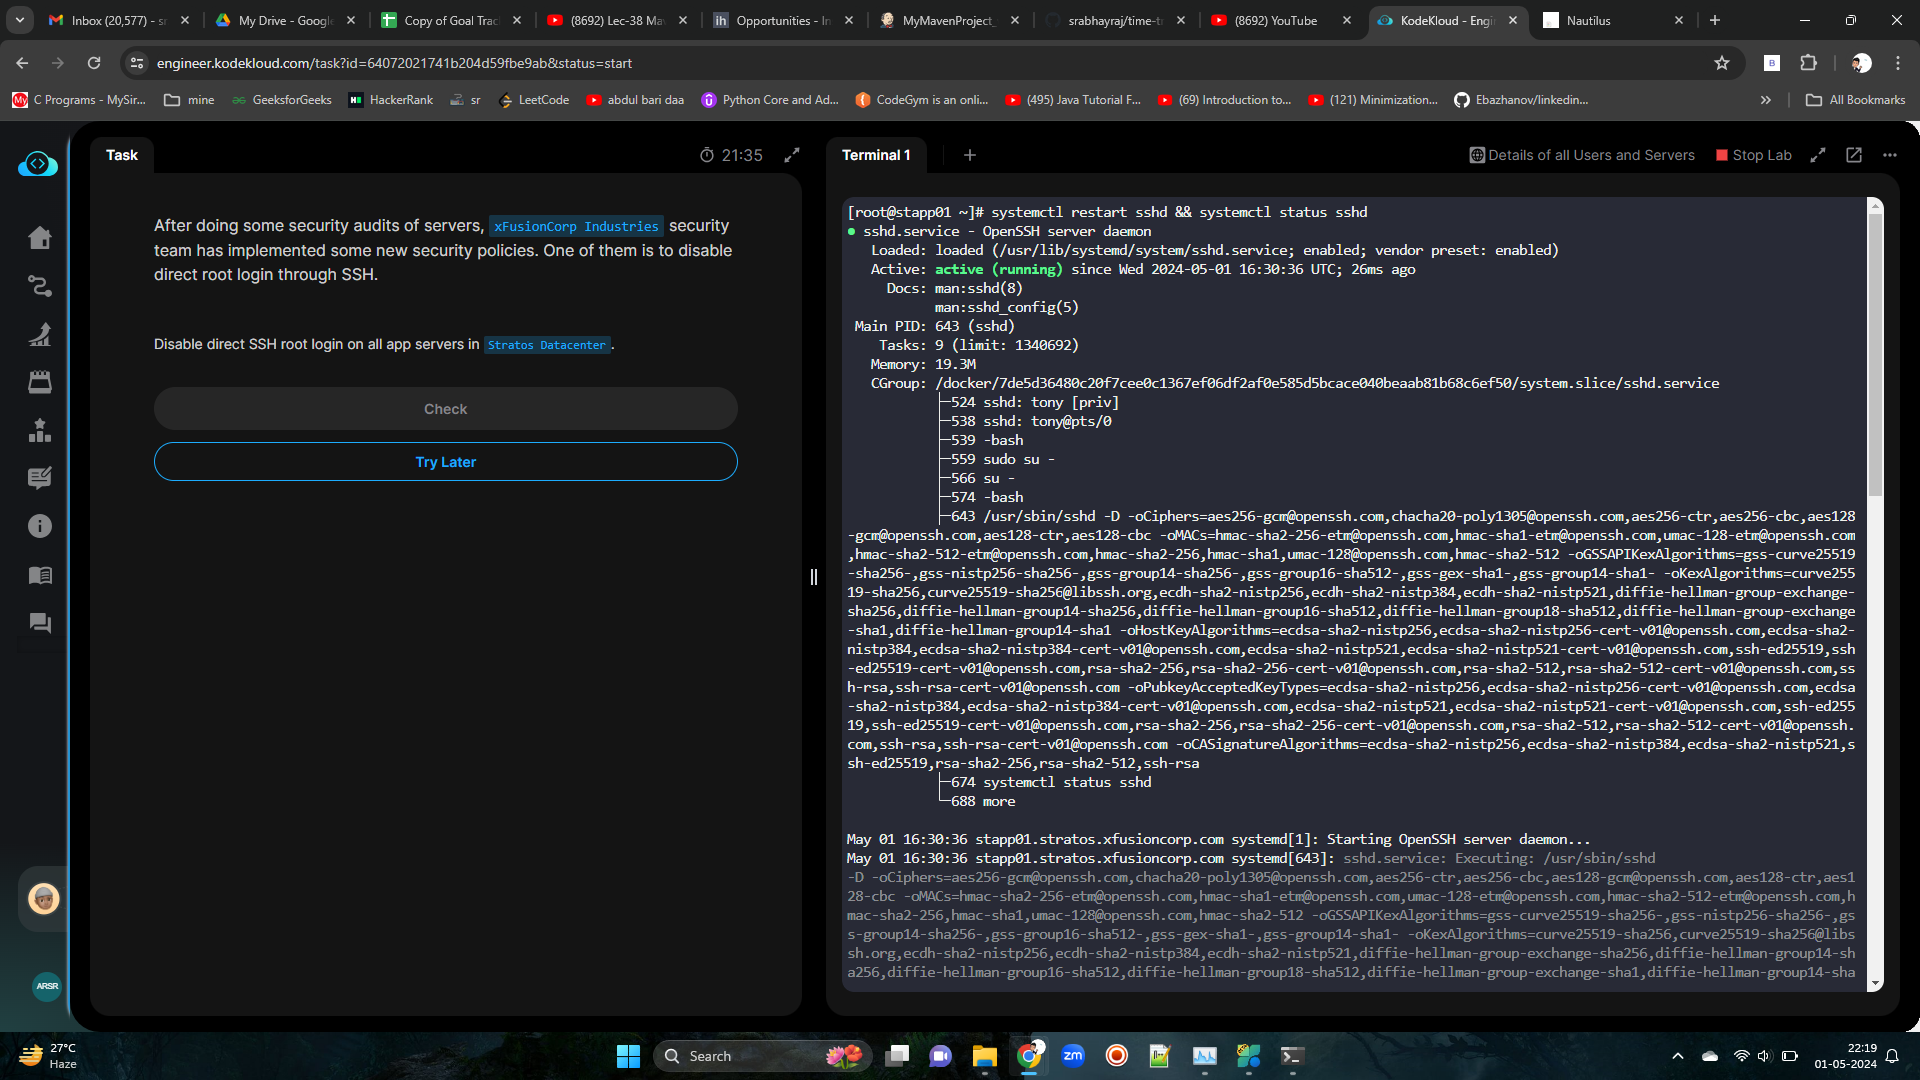 Inbox (20,577) - sr
My Drive - Google
Copy of Goal Trac
(8692) Lec-38 Ma
Opportunities - In
MyMavenProject_
srabhayraj/time-tr
(8692) YouTube
KodeKloud - Engi
Nautilus
engineer.kodekloud.com/task?id=64072021741b204d59fbe9ab&status=start
C Programs - MySir...
mine
GeeksforGeeks
HackerRank
sr
LeetCode
abdul bari daa
Python Core and Ad...
CodeGym is an onli...
(495) Java Tutorial F...
(69) Introduction to...
(121) Minimization...
Ebazhanov/linkedin...
All Bookmarks
Task
21:35
After doing some security audits of servers, xFusionCorp Industries security
team has implemented some new security policies. One of them is to disable
direct root login through SSH.
Disable direct SSH root login on all app servers in Stratos Datacenter.
Check
Try Later
ARSR
Terminal 1
Details of all Users and Servers
Stop Lab
[root@stapp01 ~]# systemctl restart sshd && systemctl status sshd
● sshd.service - OpenSSH server daemon
Loaded: loaded (/usr/lib/systemd/system/sshd.service; enabled; vendor preset: enabled)
Active: active (running) since Wed 2024-05-01 16:30:36 UTC; 26ms ago
Docs: man:sshd(8)
man:sshd_config(5)
Main PID: 643 (sshd)
Tasks: 9 (limit: 1340692)
Memory: 19.3M
CGroup: /docker/7de5d36480c20f7cee0c1367ef06df2af0e585d5bcace040beaab81b68c6ef50/system.slice/sshd.service
├─524 sshd: tony [priv]
├─538 sshd: tony@pts/0
├─539 -bash
├─559 sudo su -
├─566 su -
├─574 -bash
├─643 /usr/sbin/sshd -D -oCiphers=aes256-gcm@openssh.com,chacha20-poly1305@openssh.com,aes256-ctr,aes256-cbc,aes128
-gcm@openssh.com,aes128-ctr,aes128-cbc -oMACs=hmac-sha2-256-etm@openssh.com,hmac-sha1-etm@openssh.com,umac-128-etm@openssh.com
,hmac-sha2-512-etm@openssh.com,hmac-sha2-256,hmac-sha1,umac-128@openssh.com,hmac-sha2-512 -oGSSAPIKexAlgorithms=gss-curve25519
-sha256-,gss-nistp256-sha256-,gss-group14-sha256-,gss-group16-sha512-,gss-gex-sha1-,gss-group14-sha1- -oKexAlgorithms=curve255
19-sha256,curve25519-sha256@libssh.org,ecdh-sha2-nistp256,ecdh-sha2-nistp384,ecdh-sha2-nistp521,diffie-hellman-group-exchange-
sha256,diffie-hellman-group14-sha256,diffie-hellman-group16-sha512,diffie-hellman-group18-sha512,diffie-hellman-group-exchange
-sha1,diffie-hellman-group14-sha1 -oHostKeyAlgorithms=ecdsa-sha2-nistp256,ecdsa-sha2-nistp256-cert-v01@openssh.com,ecdsa-sha2-
nistp384,ecdsa-sha2-nistp384-cert-v01@openssh.com,ecdsa-sha2-nistp521,ecdsa-sha2-nistp521-cert-v01@openssh.com,ssh-ed25519,ssh
-ed25519-cert-v01@openssh.com,rsa-sha2-256,rsa-sha2-256-cert-v01@openssh.com,rsa-sha2-512,rsa-sha2-512-cert-v01@openssh.com,ss
h-rsa,ssh-rsa-cert-v01@openssh.com -oPubkeyAcceptedKeyTypes=ecdsa-sha2-nistp256,ecdsa-sha2-nistp256-cert-v01@openssh.com,ecdsa
-sha2-nistp384,ecdsa-sha2-nistp384-cert-v01@openssh.com,ecdsa-sha2-nistp521,ecdsa-sha2-nistp521-cert-v01@openssh.com,ssh-ed255
19,ssh-ed25519-cert-v01@openssh.com,rsa-sha2-256,rsa-sha2-256-cert-v01@openssh.com,rsa-sha2-512,rsa-sha2-512-cert-v01@openssh.
com,ssh-rsa,ssh-rsa-cert-v01@openssh.com -oCASignatureAlgorithms=ecdsa-sha2-nistp256,ecdsa-sha2-nistp384,ecdsa-sha2-nistp521,s
sh-ed25519,rsa-sha2-256,rsa-sha2-512,ssh-rsa
├─674 systemctl status sshd
└─688 more
May 01 16:30:36 stapp01.stratos.xfusioncorp.com systemd[1]: Starting OpenSSH server daemon...
May 01 16:30:36 stapp01.stratos.xfusioncorp.com systemd[643]: sshd.service: Executing: /usr/sbin/sshd
-D -oCiphers=aes256-gcm@openssh.com,chacha20-poly1305@openssh.com,aes256-ctr,aes256-cbc,aes128-gcm@openssh.com,aes128-ctr,aes1
28-cbc -oMACs=hmac-sha2-256-etm@openssh.com,hmac-sha1-etm@openssh.com,umac-128-etm@openssh.com,hmac-sha2-512-etm@openssh.com,h
mac-sha2-256,hmac-sha1,umac-128@openssh.com,hmac-sha2-512 -oGSSAPIKexAlgorithms=gss-curve25519-sha256-,gss-nistp256-sha256-,gs
s-group14-sha256-,gss-group16-sha512-,gss-gex-sha1-,gss-group14-sha1- -oKexAlgorithms=curve25519-sha256,curve25519-sha256@libs
sh.org,ecdh-sha2-nistp256,ecdh-sha2-nistp384,ecdh-sha2-nistp521,diffie-hellman-group-exchange-sha256,diffie-hellman-group14-sh
a256,diffie-hellman-group16-sha512,diffie-hellman-group18-sha512,diffie-hellman-group-exchange-sha1,diffie-hellman-group14-sha
27°C
Haze
Search
zm
22:19
01-05-2024